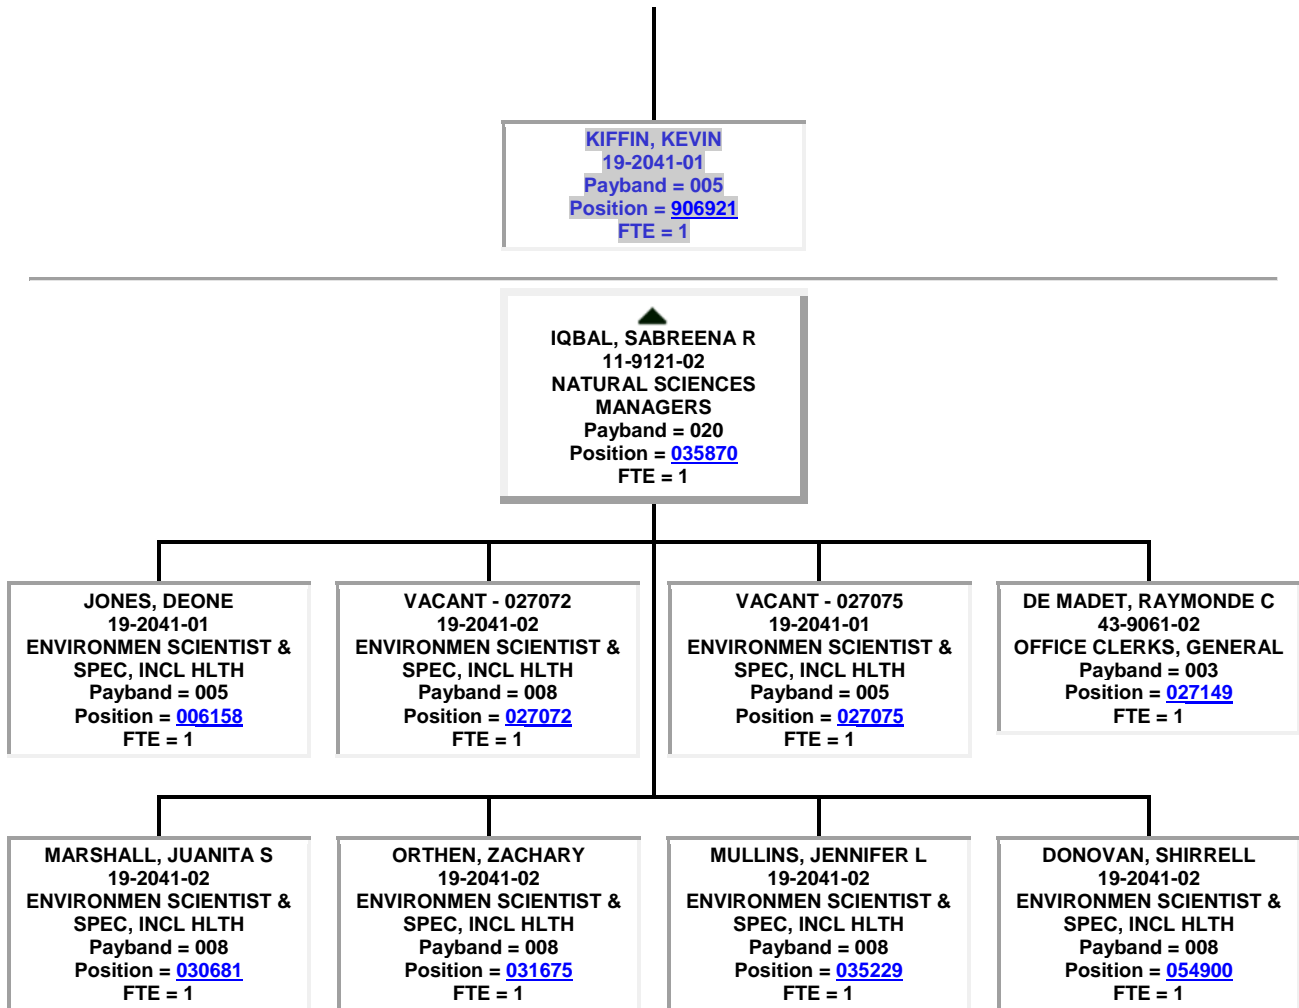 KIFFIN, KEVIN
19-2041-01
Payband = 005
Position = 906921
FTE = 1
IQBAL, SABREENA R
11-9121-02
NATURAL SCIENCES
MANAGERS
Payband = 020
Position = 035870
FTE = 1
JONES, DEONE
19-2041-01
ENVIRONMEN SCIENTIST &
SPEC, INCL HLTH
Payband = 005
Position = 006158
FTE = 1
VACANT - 027072
19-2041-02
ENVIRONMEN SCIENTIST &
SPEC, INCL HLTH
Payband = 008
Position = 027072
FTE = 1
VACANT - 027075
19-2041-01
ENVIRONMEN SCIENTIST &
SPEC, INCL HLTH
Payband = 005
Position = 027075
FTE = 1
DE MADET, RAYMONDE C
43-9061-02
OFFICE CLERKS, GENERAL
Payband = 003
Position = 027149
FTE = 1
MARSHALL, JUANITA S
19-2041-02
ENVIRONMEN SCIENTIST &
SPEC, INCL HLTH
Payband = 008
Position = 030681
FTE = 1
ORTHEN, ZACHARY
19-2041-02
ENVIRONMEN SCIENTIST &
SPEC, INCL HLTH
Payband = 008
Position = 031675
FTE = 1
MULLINS, JENNIFER L
19-2041-02
ENVIRONMEN SCIENTIST &
SPEC, INCL HLTH
Payband = 008
Position = 035229
FTE = 1
DONOVAN, SHIRRELL
19-2041-02
ENVIRONMEN SCIENTIST &
SPEC, INCL HLTH
Payband = 008
Position = 054900
FTE = 1